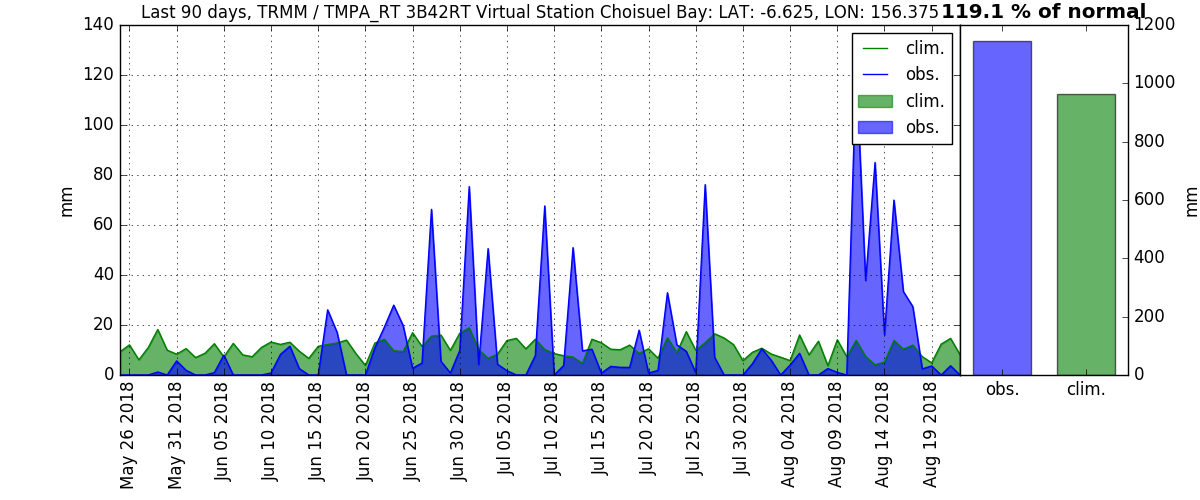 Last 90 days, TRMM / TMPA_RT 3B42RT Virtual Station Choisuel Bay: LAT: -6.625, LON: 156.375
119.1 % of normal
140
120
100
80
60
40
20
0
mm
clim.
obs.
clim.
obs.
May 26 2018
May 31 2018
Jun 05 2018
Jun 10 2018
Jun 15 2018
Jun 20 2018
Jun 25 2018
Jun 30 2018
Jul 05 2018
Jul 10 2018
Jul 15 2018
Jul 20 2018
Jul 25 2018
Jul 30 2018
Aug 04 2018
Aug 09 2018
Aug 14 2018
Aug 19 2018
1200
1000
800
600
400
200
0
mm
obs.
clim.